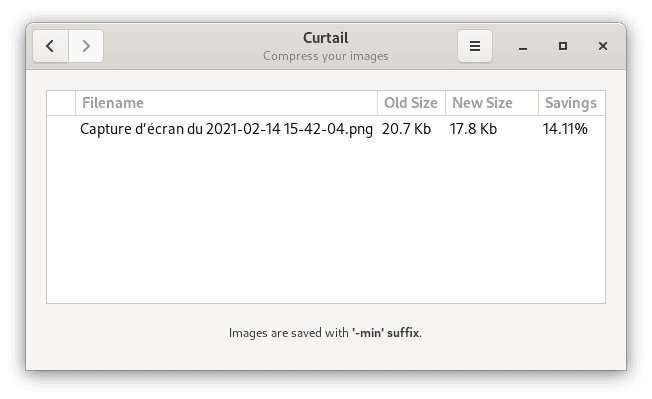 Curtail
Compress your images
Filename Old Size New Size Savings
Capture d'écran du 2021-02-14 15-42-04.png 20.7 Kb 17.8 Kb 14.11%
Images are saved with '-min' suffix.